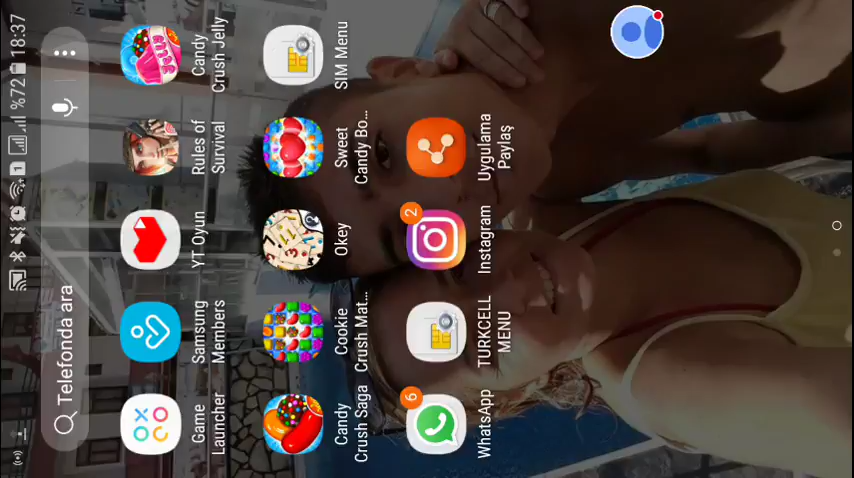 %72 18:37
Telefonda ara
Game
Launcher
Samsung
Members
YT Oyun
Rules of
Survival
Candy
Crush Jelly
Candy
Crush Saga
Cookie
Crush Mat...
Okey
Sweet
Candy Bo...
SIM Menu
6
WhatsApp
TURKCELL
MENU
2
Instagram
Uygulama
Paylaş